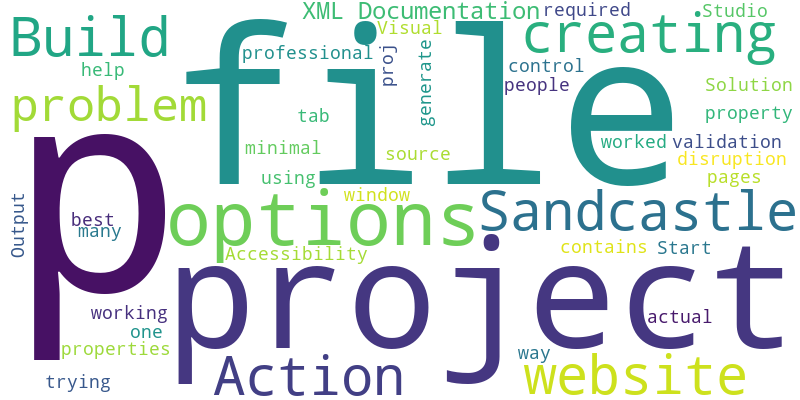 XML Documentation
required
Studio
Build
Visual
creating
file
professional
proj
generate
help
control
people
Solution
problem
tab
property
minimal
source
worked
validation
disruption
p
using
window
pages
Output
best
many
options
Sandcastle
Accessibility
contains
Start
project
working
one
properties
actual
way
trying
Action
website